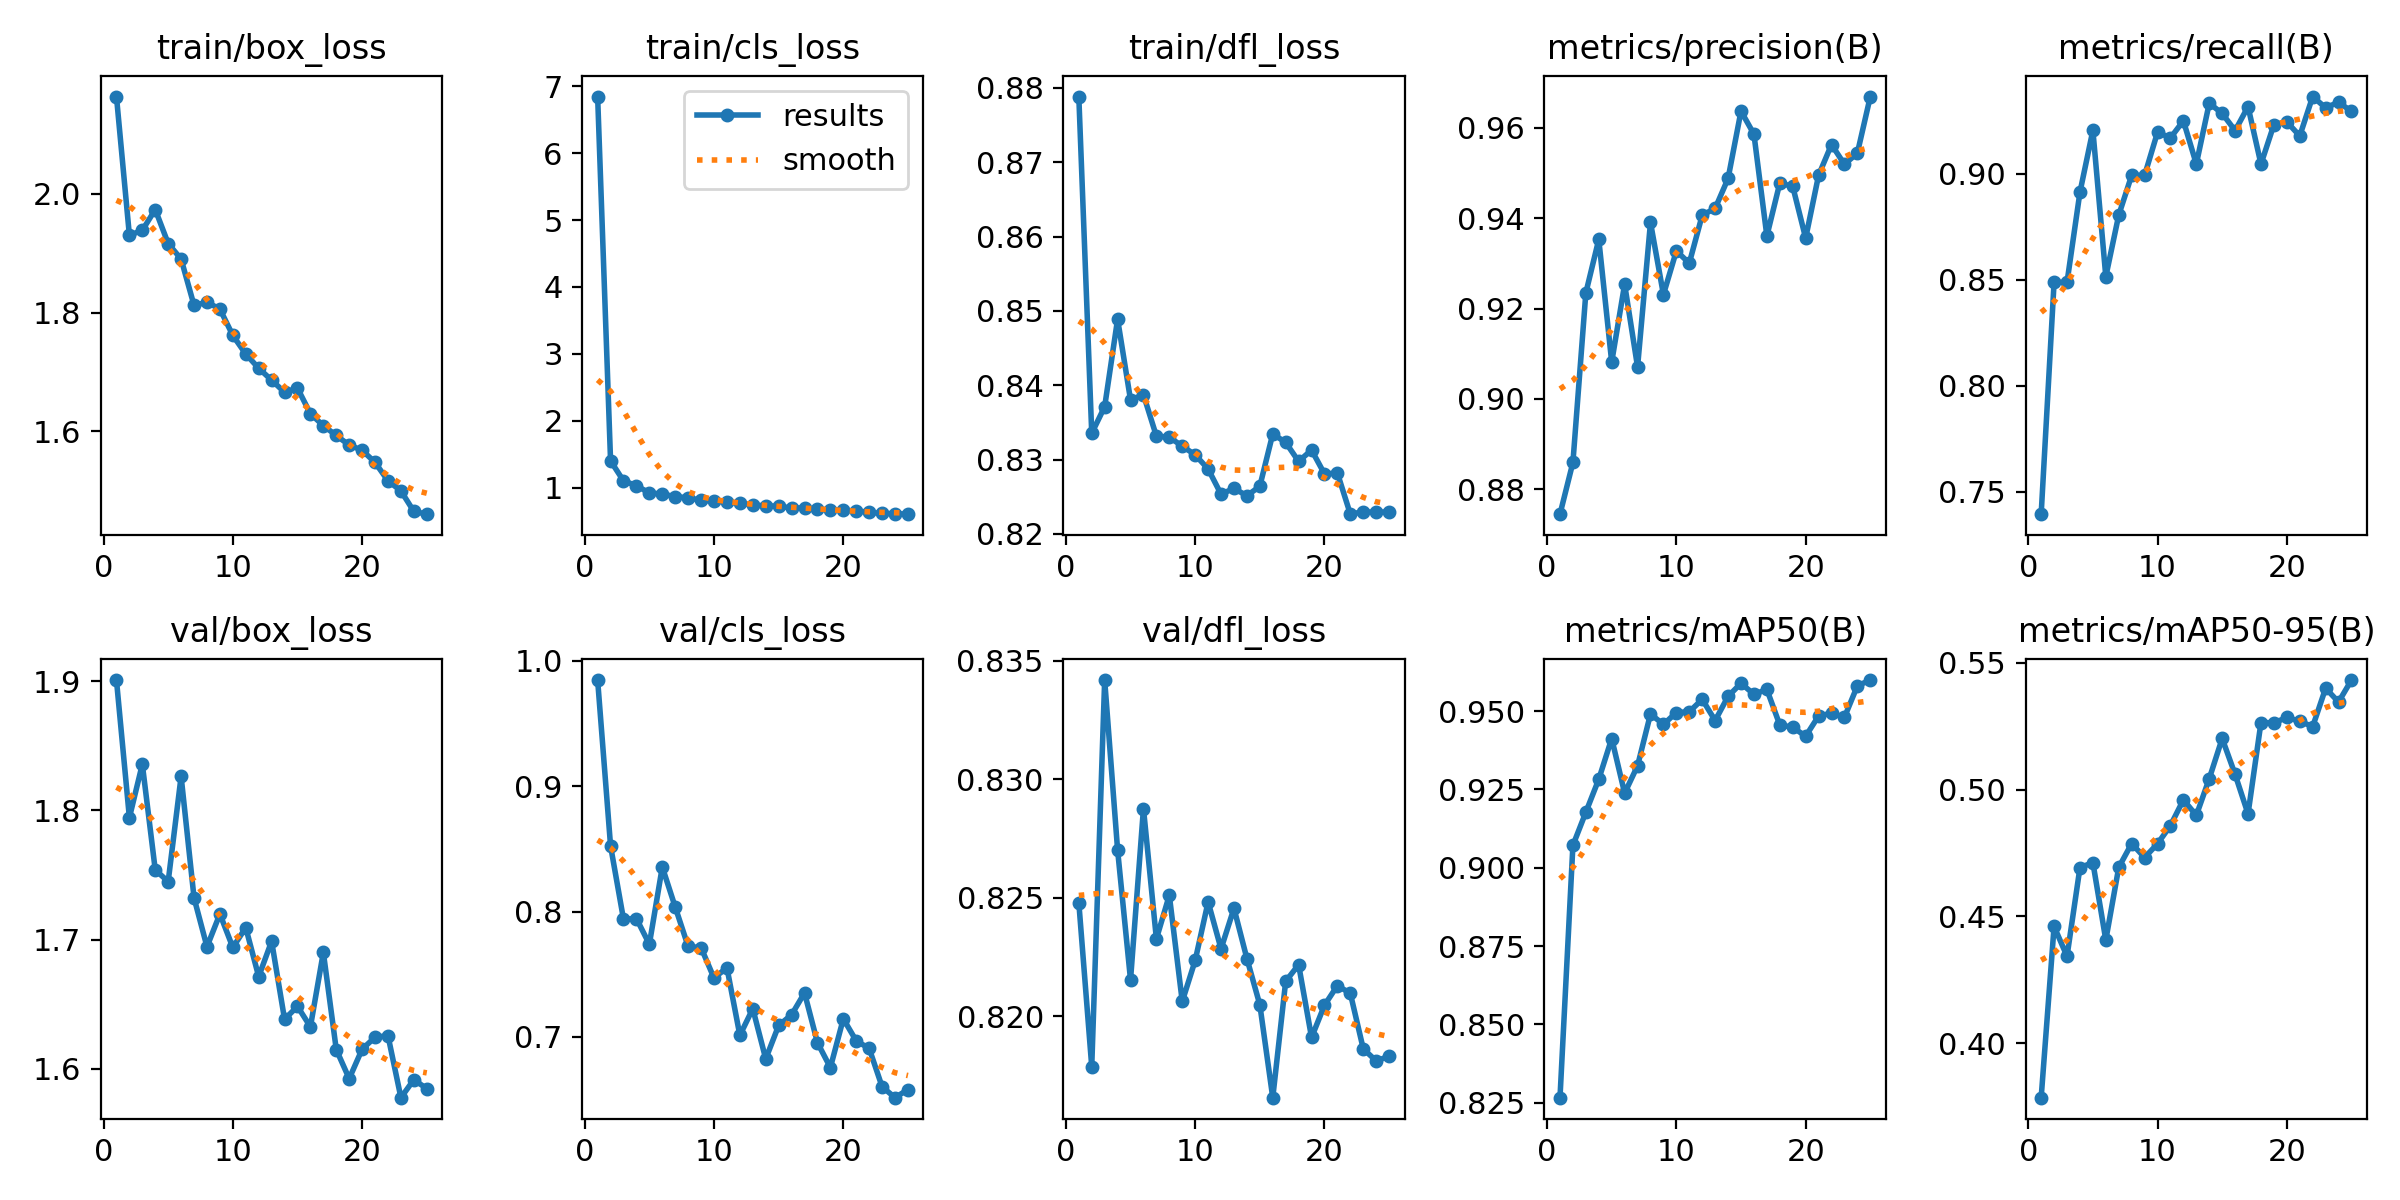 train/box_loss
2.0
1.8
1.6
0 10 20
train/cls_loss
results
smooth
7
6
5
4
3
2
1
0 10 20
train/dfl_loss
0.88
0.87
0.86
0.85
0.84
0.83
0.82
0 10 20
metrics/precision(B)
0.96
0.94
0.92
0.90
0.88
0 10 20
metrics/recall(B)
0.90
0.85
0.80
0.75
0 10 20
val/box_loss
1.9
1.8
1.7
1.6
0 10 20
val/cls_loss
1.0
0.9
0.8
0.7
0 10 20
val/dfl_loss
0.835
0.830
0.825
0.820
0 10 20
metrics/mAP50(B)
0.950
0.925
0.900
0.875
0.850
0.825
0 10 20
metrics/mAP50-95(B)
0.55
0.50
0.45
0.40
0 10 20